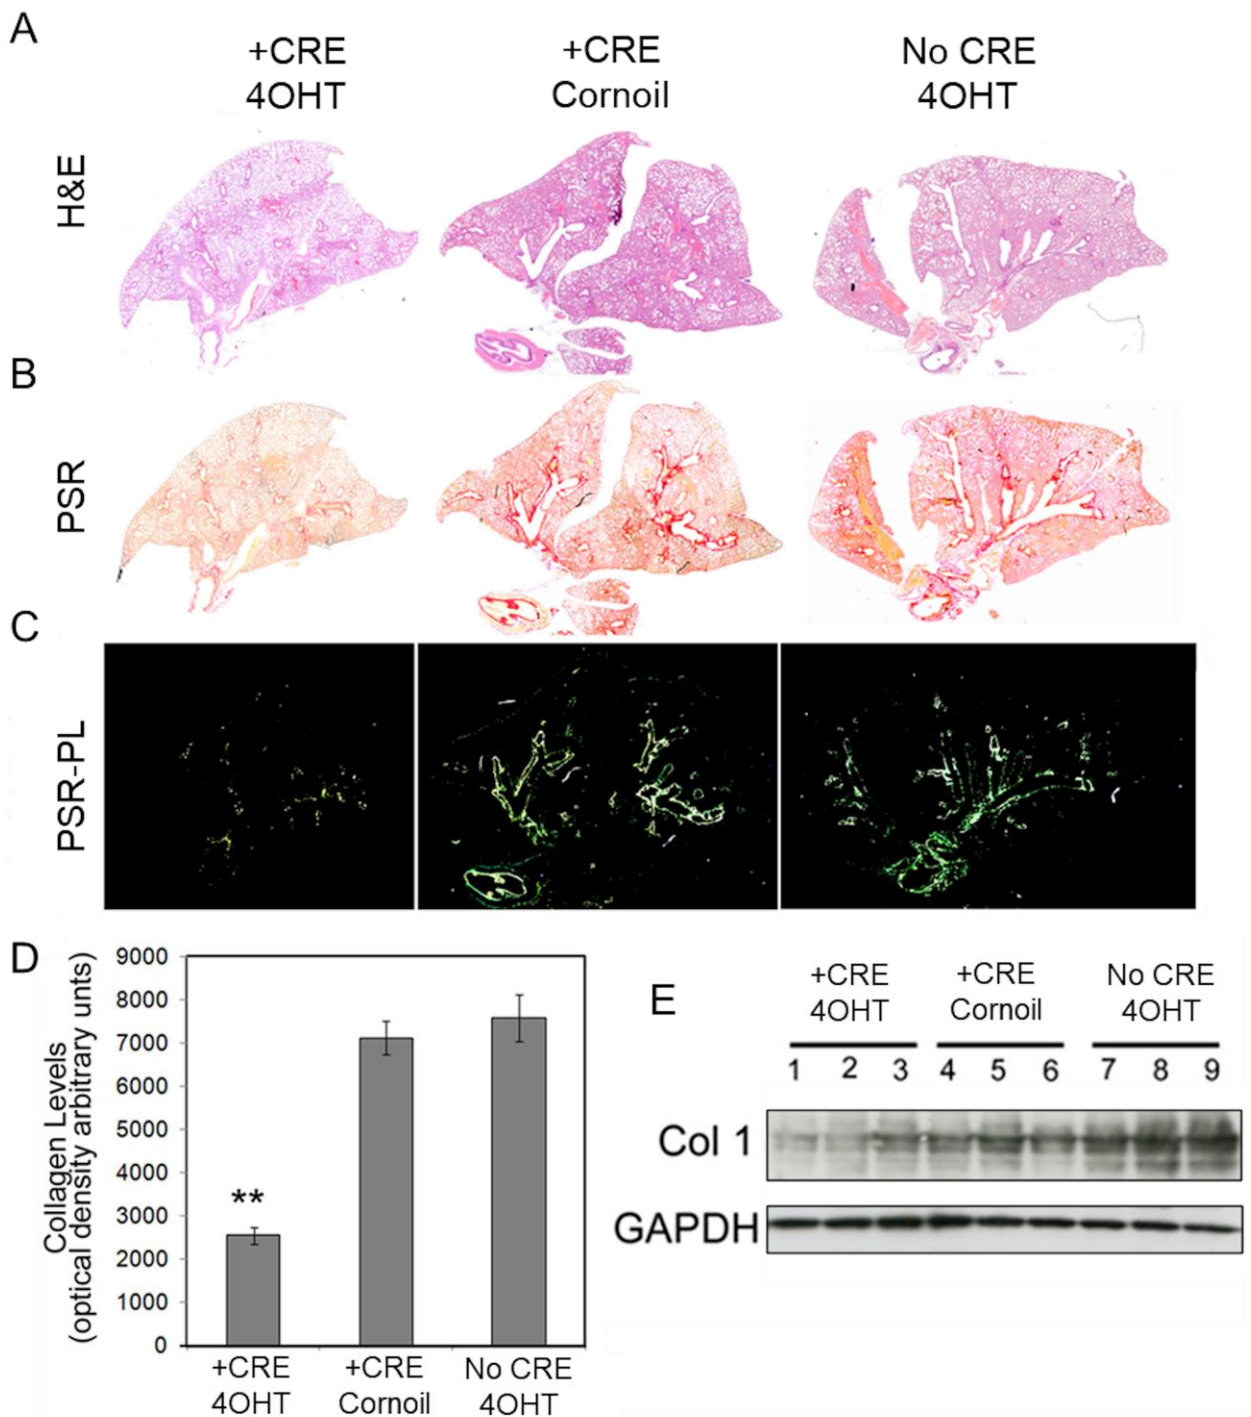 A
+CRE
4OHT
+CRE
Cornoil
No CRE
4OHT
H&E
B
PSR
C
PSR-PL
D
Collagen Levels
(optical density arbitrary unts)
9000
8000
7000
6000
5000
4000
3000
2000
1000
0
**
+CRE
4OHT
+CRE
Cornoil
No CRE
4OHT
E
+CRE
4OHT
+CRE
Cornoil
No CRE
4OHT
1 2 3 4 5 6 7 8 9
Col 1
GAPDH